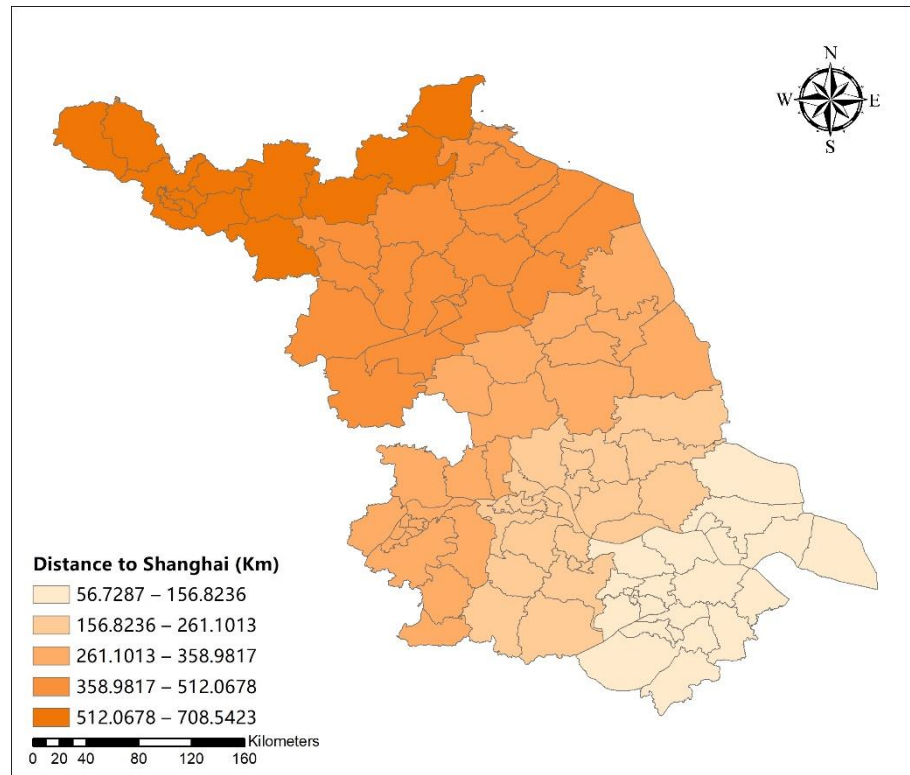 N
W E
S
Distance to Shanghai (Km)
56.7287 – 156.8236
156.8236 – 261.1013
261.1013 – 358.9817
358.9817 – 512.0678
512.0678 – 708.5423
Kilometers
0 20 40 80 120 160